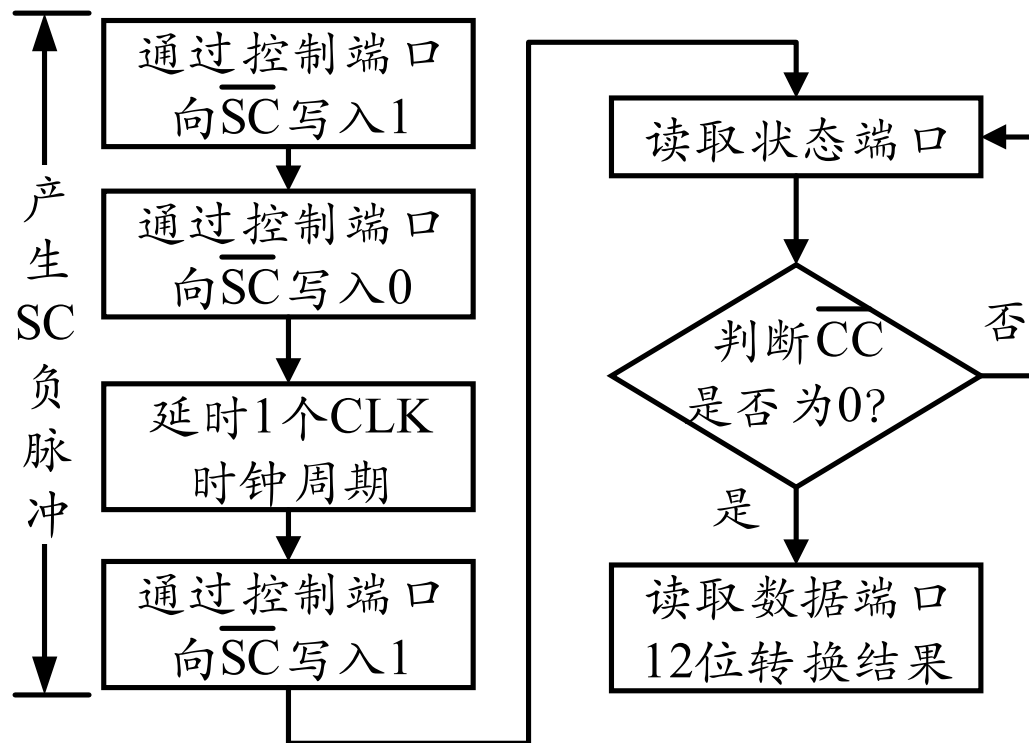 产
生
SC
负
脉
冲
通过控制端口
向S̅C̅写入1
通过控制端口
向S̅C̅写入0
延时1个CLK
时钟周期
通过控制端口
向S̅C̅写入1
读取状态端口
判断C̅C̅
是否为0?
否
是
读取数据端口
12位转换结果